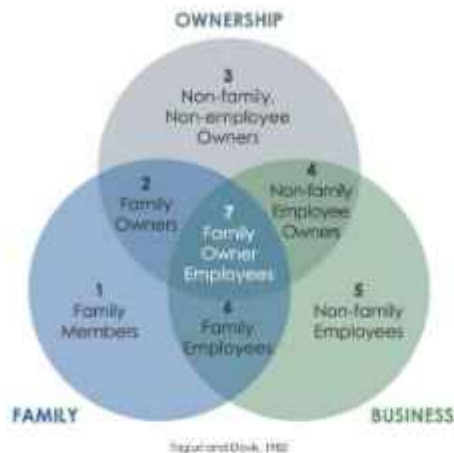 OWNERSHIP
3
Non-family,
Non-employee
Owners
2
Family
Owners
4
Non-family
Employee
Owners
7
Family
Owner
Employees
1
Family
Members
6
Family
Employees
5
Non-family
Employees
FAMILY
BUSINESS
1982